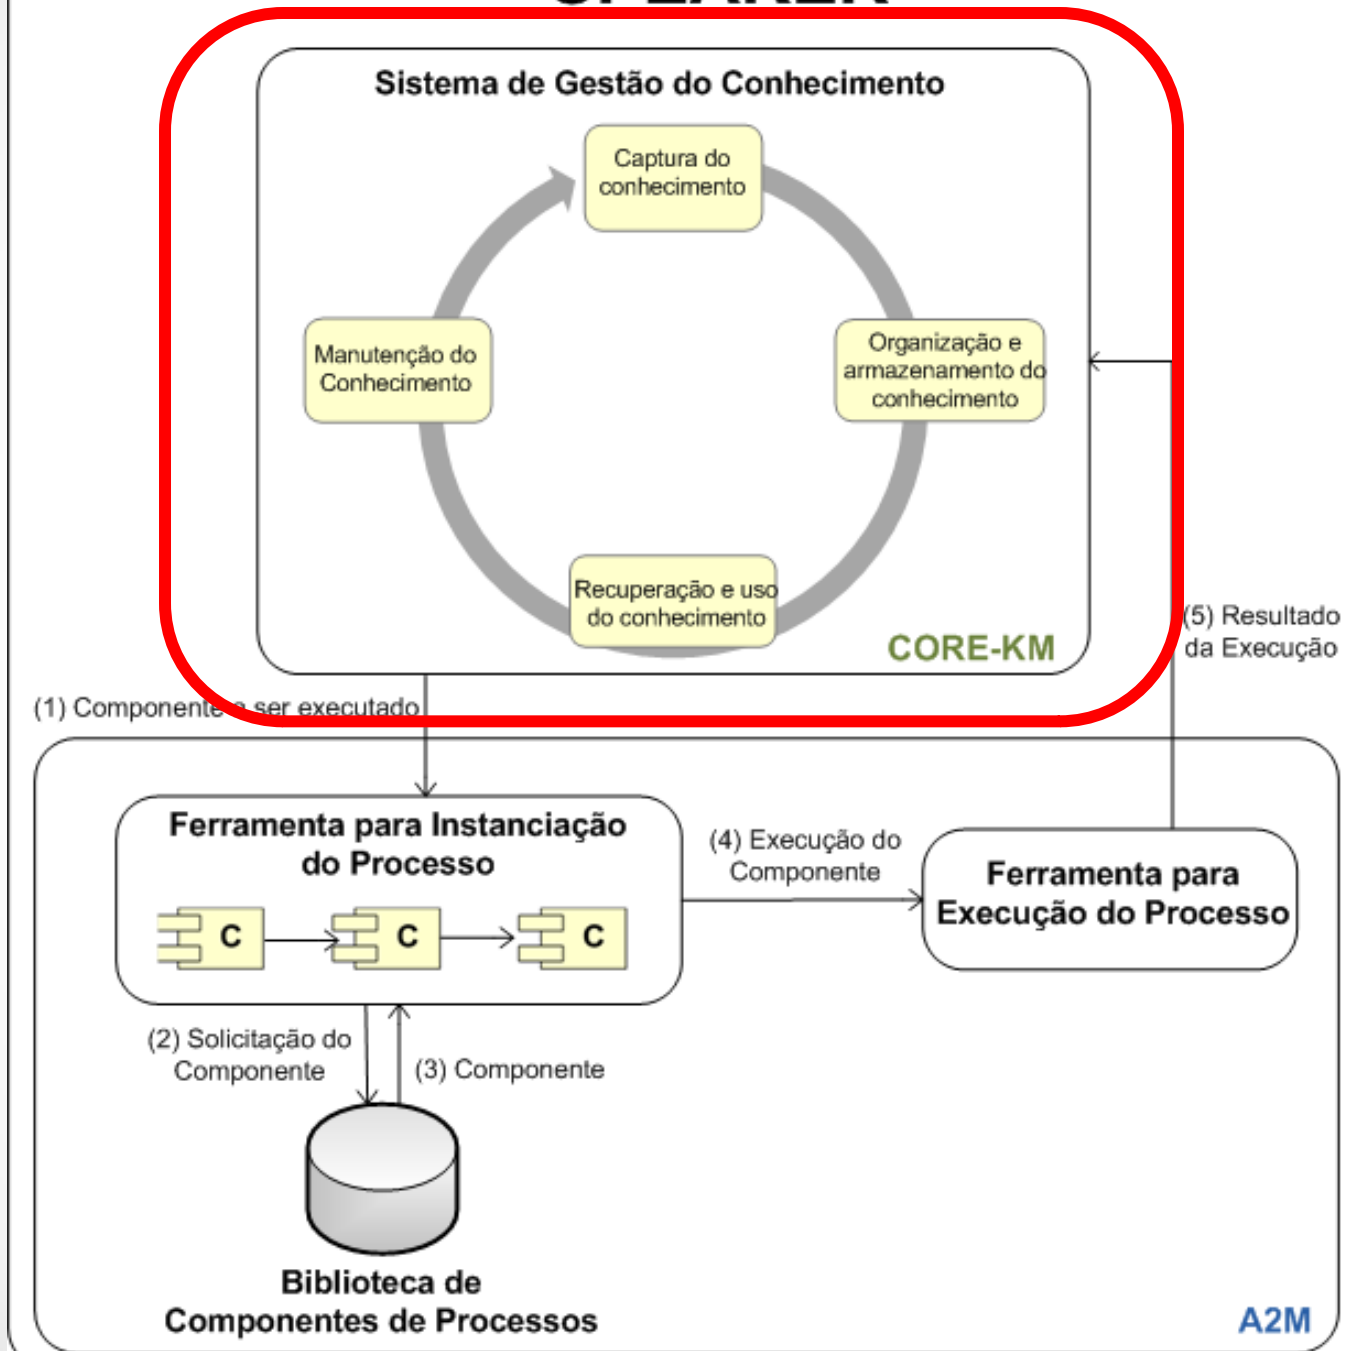 SPEAKER
Sistema de Gestão do Conhecimento
Captura do
conhecimento
Manutenção do
Conhecimento
Organização e
armazenamento do
conhecimento
Recuperação e uso
do conhecimento
CORE-KM
(5) Resultado
da Execução
(1) Componente a ser executado
Ferramenta para Instanciação
do Processo
C
C
C
(4) Execução do
Componente
Ferramenta para
Execução do Processo
(2) Solicitação do
Componente
(3) Componente
Biblioteca de
Componentes de Processos
A2M